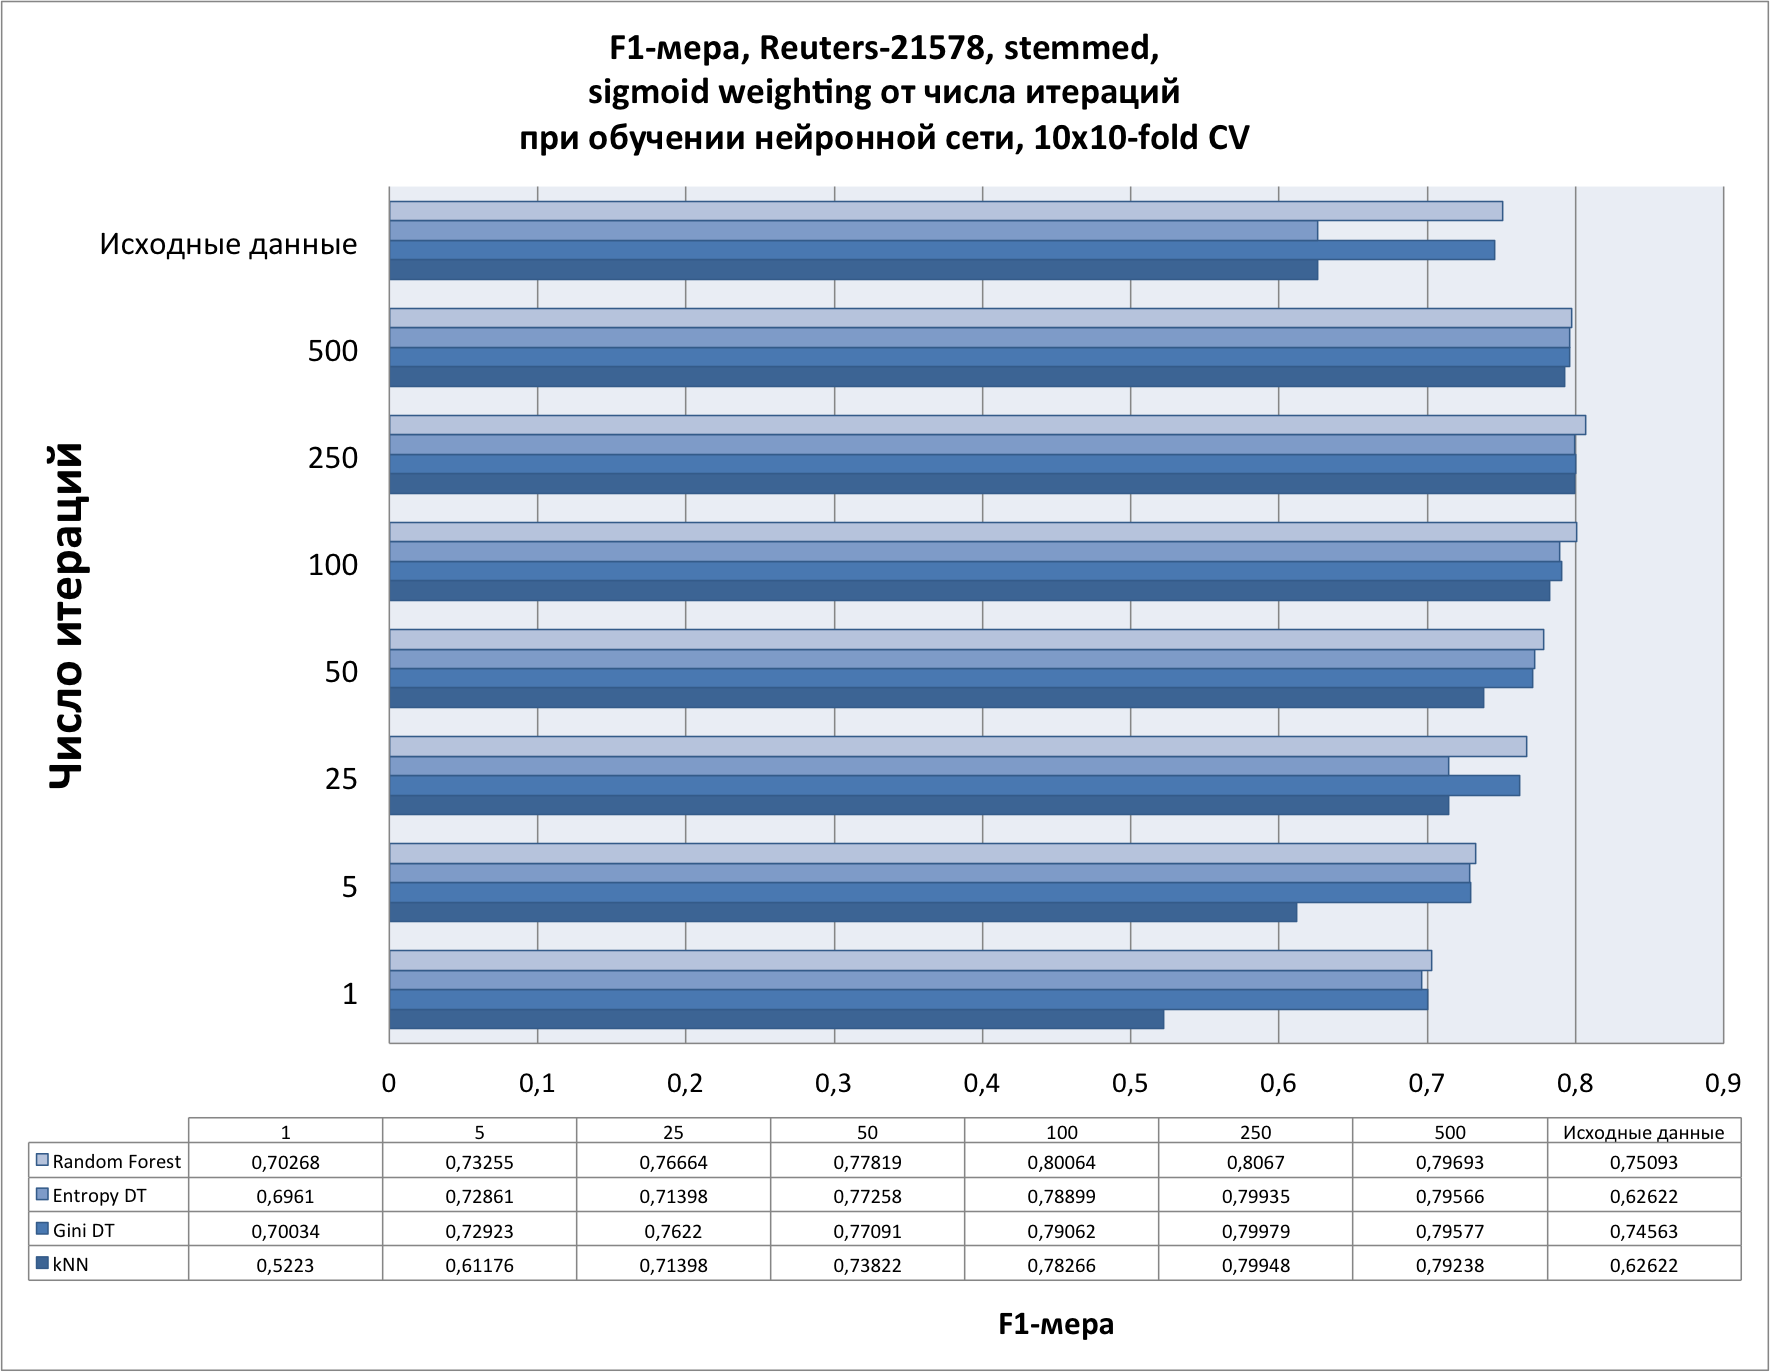 F1-мера, Reuters-21578, stemmed,
sigmoid weighting от числа итераций
при обучении нейронной сети, 10x10-fold CV
Число итераций
Исходные данные
500
250
100
50
25
5
1
0 0,1 0,2 0,3 0,4 0,5 0,6 0,7 0,8 0,9
1 5 25 50 100 250 500 Исходные данные
Random Forest 0,70268 0,73255 0,76664 0,77819 0,80064 0,8067 0,79693 0,75093
Entropy DT 0,6961 0,72861 0,71398 0,77258 0,78899 0,79935 0,79566 0,62622
Gini DT 0,70034 0,72923 0,7622 0,77091 0,79062 0,79979 0,79577 0,74563
kNN 0,5223 0,61176 0,71398 0,73822 0,78266 0,79948 0,79238 0,62622
F1-мера